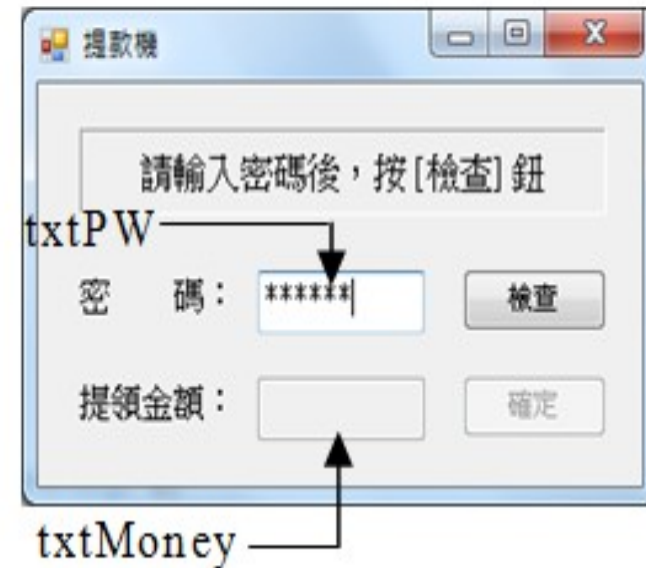 提款機
請輸入密碼後，按[檢查]鈕
txtPW
密 碼： ****** 檢查
提領金額： 確定
txtMoney